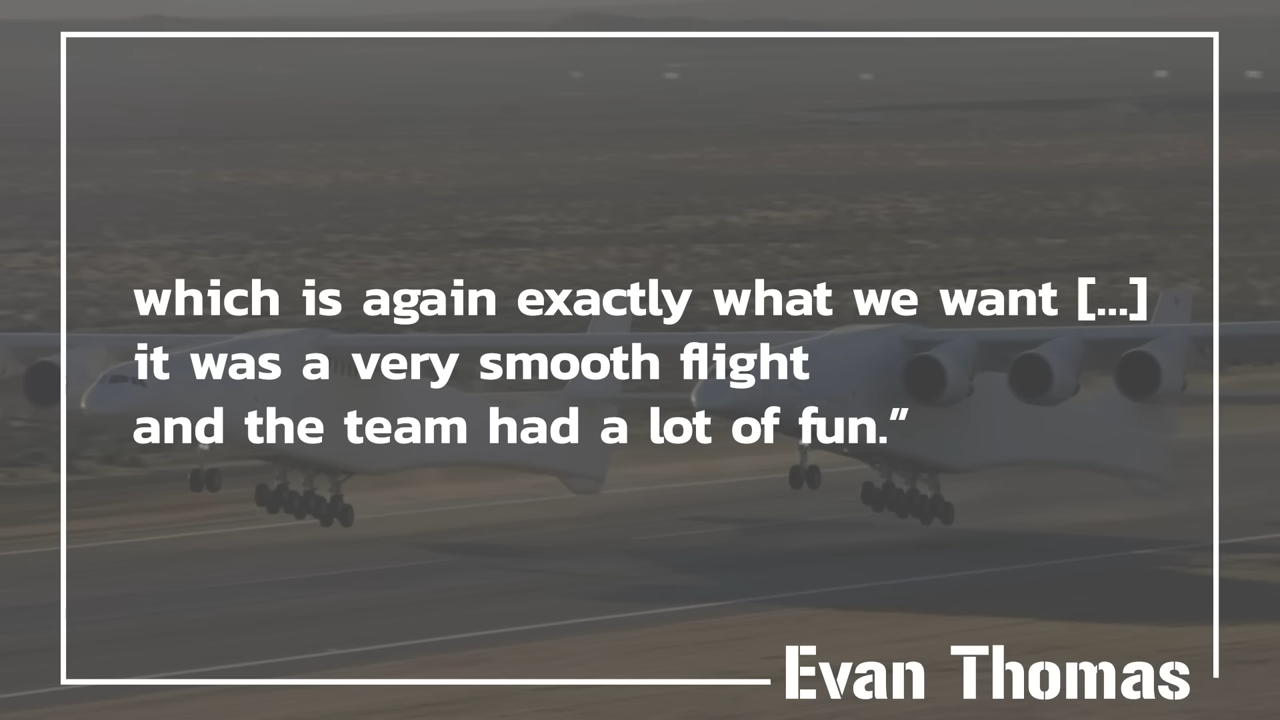 which is again exactly what we want [...]
it was a very smooth flight
and the team had a lot of fun.”
Evan Thomas